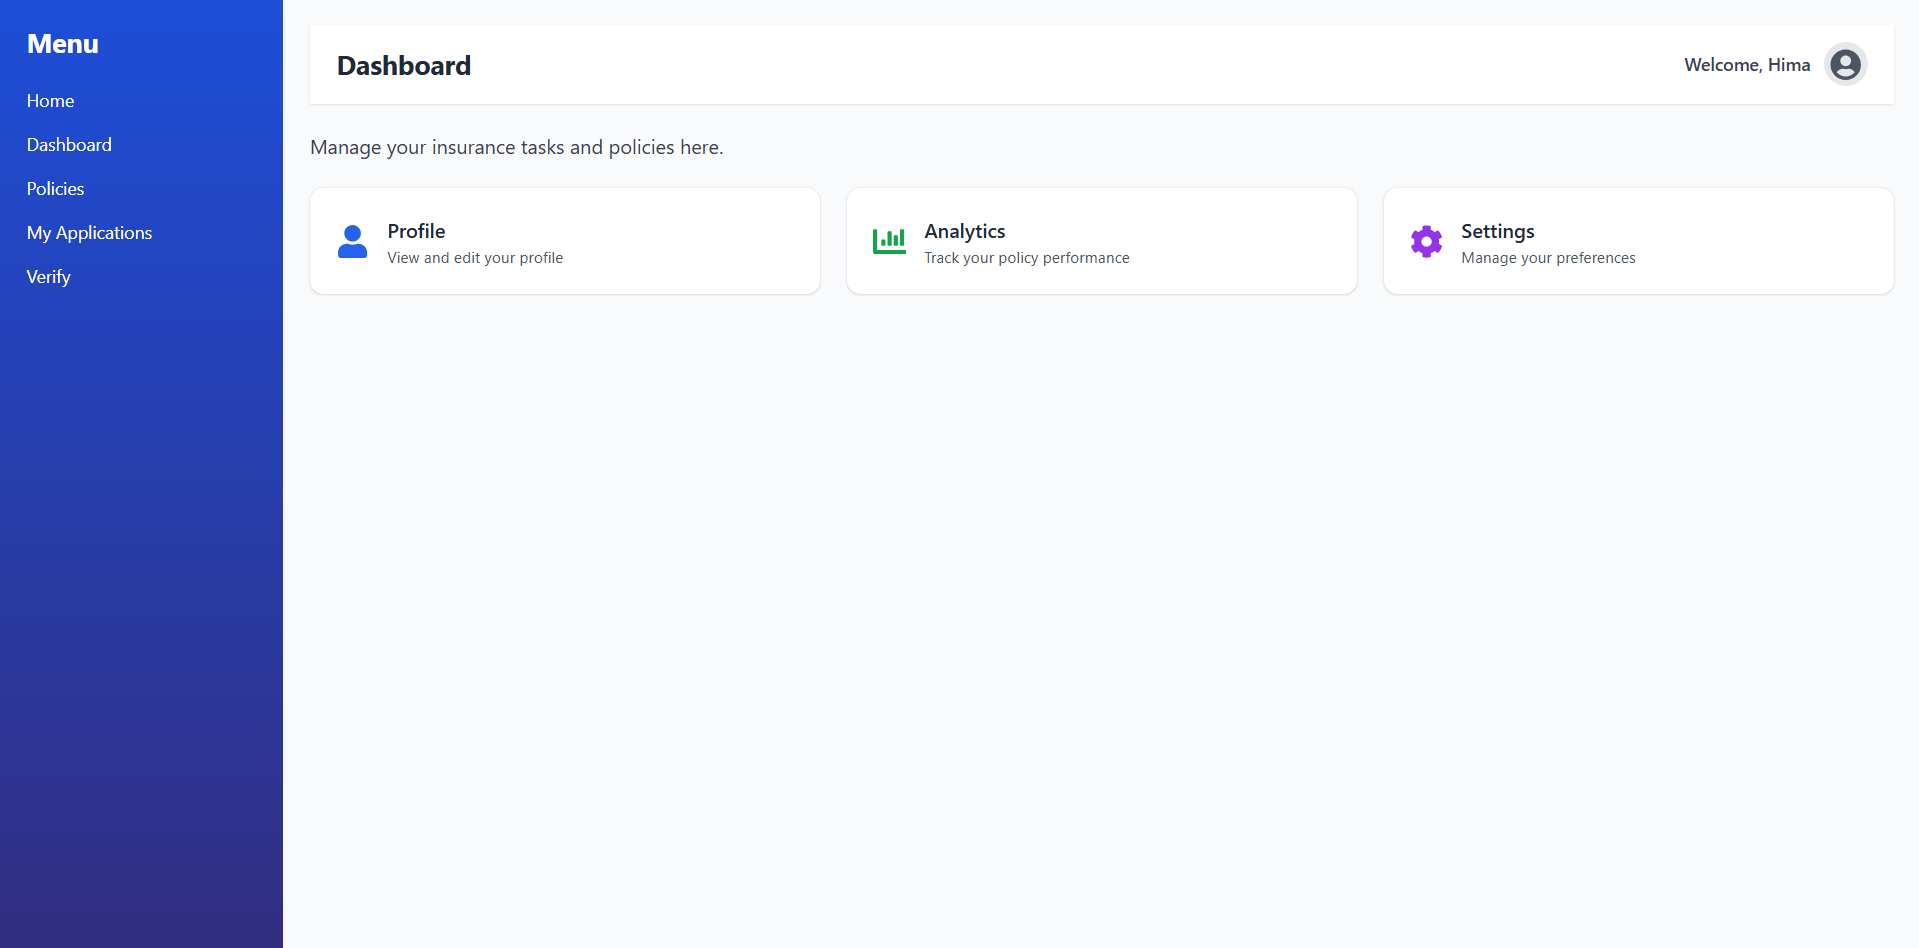 Menu
Home
Dashboard
Policies
My Applications
Verify
Dashboard
Welcome, Hima
Manage your insurance tasks and policies here.
Profile
View and edit your profile
Analytics
Track your policy performance
Settings
Manage your preferences